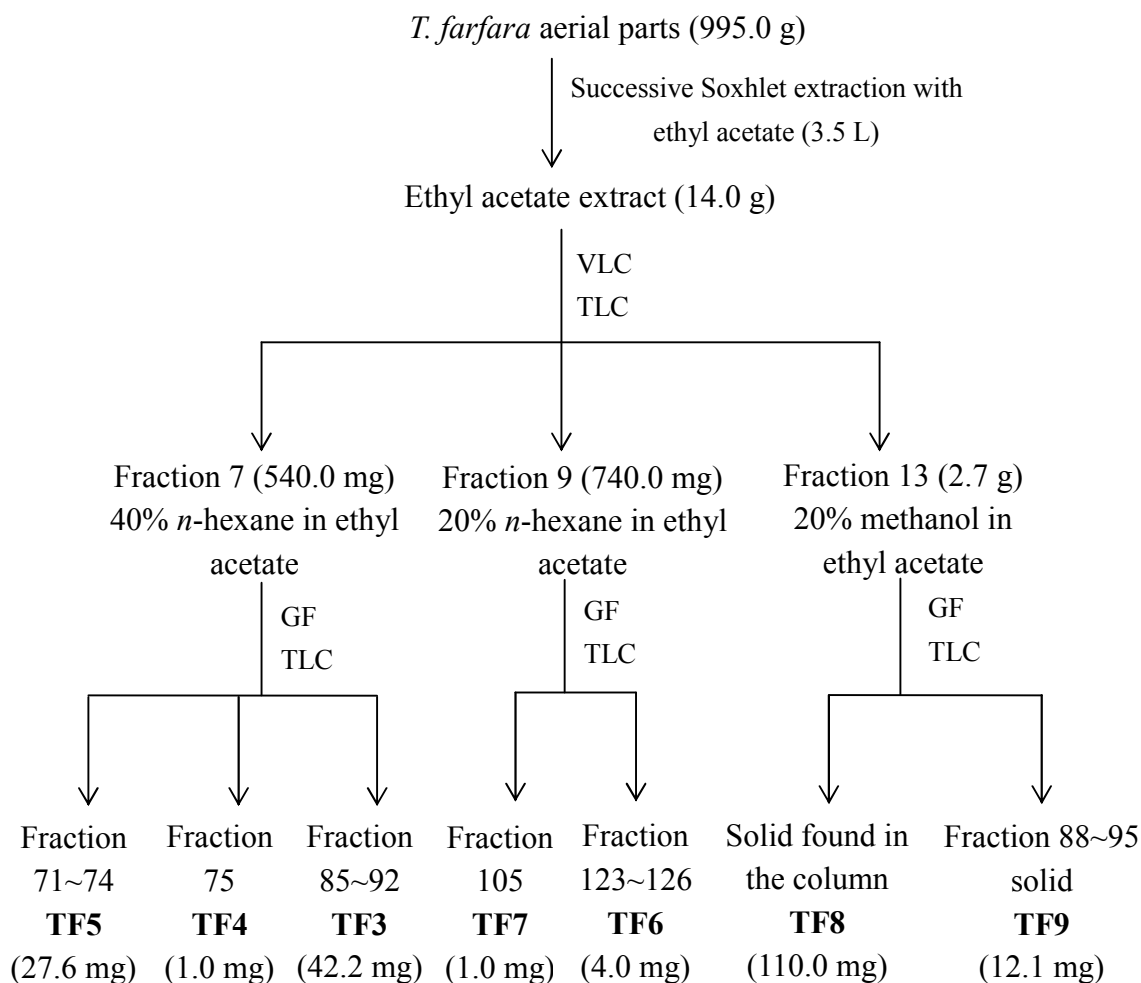 T. farfara aerial parts (995.0 g)
Successive Soxhlet extraction with
ethyl acetate (3.5 L)
Ethyl acetate extract (14.0 g)
VLC
TLC
Fraction 7 (540.0 mg)
40% n-hexane in ethyl
acetate
Fraction 9 (740.0 mg)
20% n-hexane in ethyl
acetate
Fraction 13 (2.7 g)
20% methanol in
ethyl acetate
GF
TLC
GF
TLC
GF
TLC
Fraction
71~74
TF5
(27.6 mg)
Fraction
75
TF4
(1.0 mg)
Fraction
85~92
TF3
(42.2 mg)
Fraction
105
TF7
(1.0 mg)
Fraction
123~126
TF6
(4.0 mg)
Solid found in
the column
TF8
(110.0 mg)
Fraction 88~95
solid
TF9
(12.1 mg)